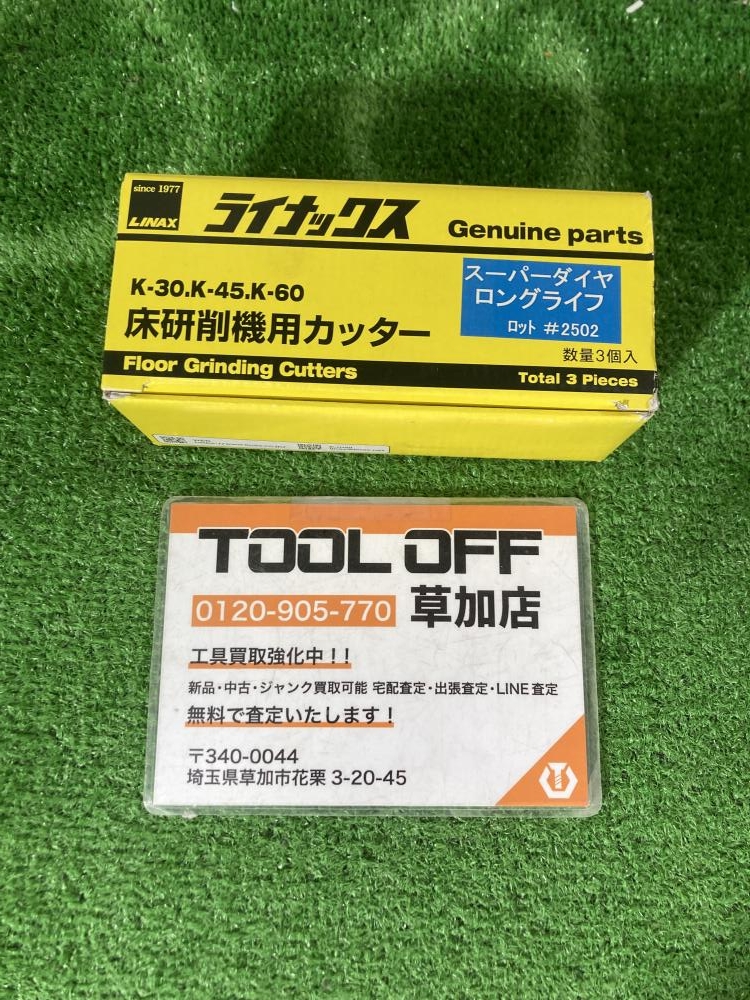 since 1977
LINAX
ライナックス
Genuine parts
K-30.K-45.K-60
床研削機用カッター
スーパーダイヤ
ロングライフ
ロット #2502
数量3個入
Floor Grinding Cutters
Total 3 Pieces
TOOL OFF
0120-905-770 草加店
工具買取強化中!!
新品・中古・ジャンク買取可能 宅配査定・出張査定・LINE査定
無料で査定いたします!
〒340-0044
埼玉県草加市花栗 3-20-45